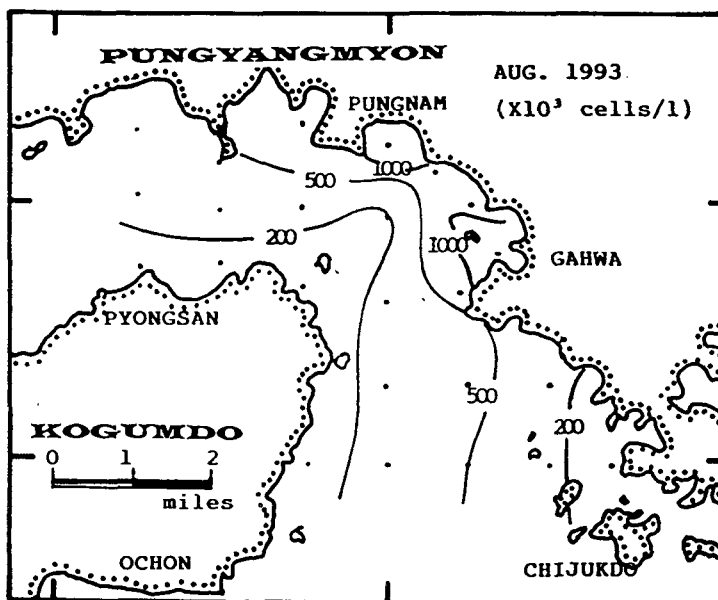 PUNGYANGMYON
AUG. 1993
(X10³ cells/l)
PUNGNAM
500
1000
200
1000
GAHWA
PYONGSAN
500
200
KOGUMDO
0 1 2
miles
OCHON
CHIJUKDO